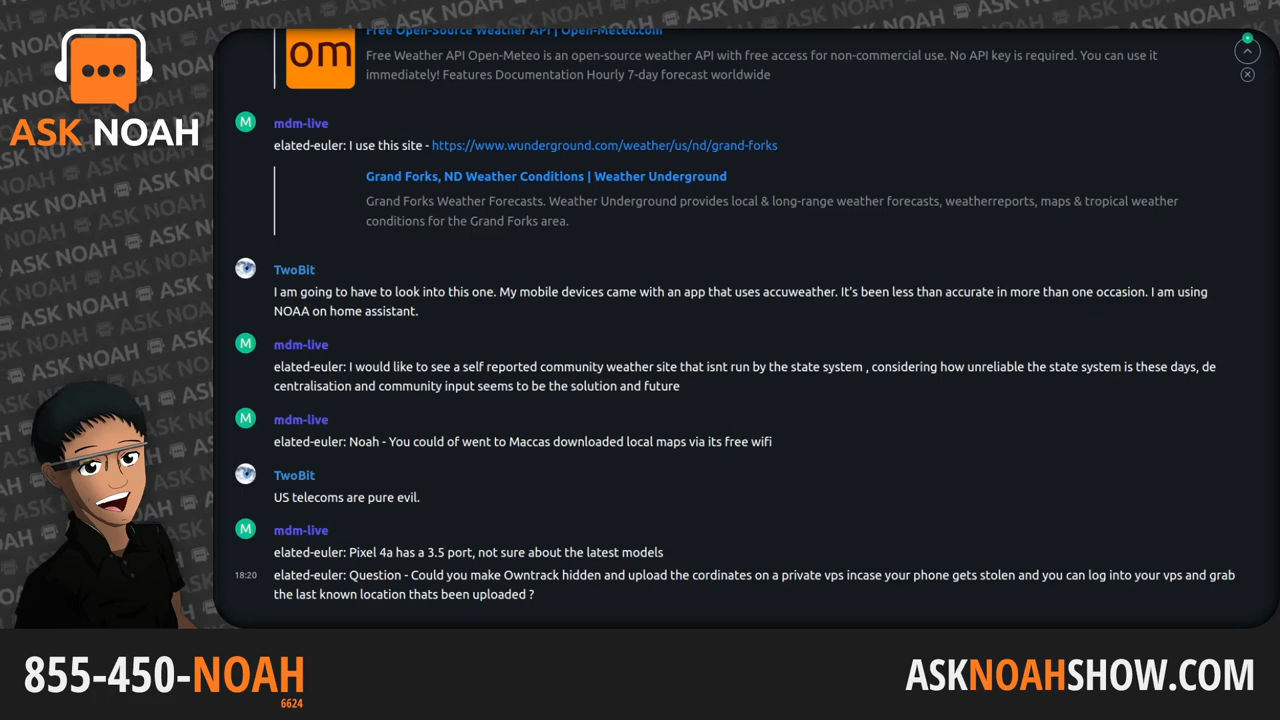 ASK NOAH
Free Open-Source Weather API | Open-Meteo.com
om
Free Weather API Open-Meteo is an open-source weather API with free access for non-commercial use. No API key is required. You can use it
immediately! Features Documentation Hourly 7-day forecast worldwide
M
mdm-live
elated-euler: I use this site - https://www.wunderground.com/weather/us/nd/grand-forks
Grand Forks, ND Weather Conditions | Weather Underground
Grand Forks Weather Forecasts. Weather Underground provides local & long-range weather forecasts, weatherreports, maps & tropical weather
conditions for the Grand Forks area.
TwoBit
I am going to have to look into this one. My mobile devices came with an app that uses accuweather. It's been less than accurate in more than one occasion. I am using
NOAA on home assistant.
M
mdm-live
elated-euler: I would like to see a self reported community weather site that isnt run by the state system , considering how unreliable the state system is these days, de
centralisation and community input seems to be the solution and future
M
mdm-live
elated-euler: Noah - You could of went to Maccas downloaded local maps via its free wifi
TwoBit
US telecoms are pure evil.
M
mdm-live
elated-euler: Pixel 4a has a 3.5 port, not sure about the latest models
18:20
elated-euler: Question - Could you make Owntrack hidden and upload the cordinates on a private vps incase your phone gets stolen and you can log into your vps and grab
the last known location thats been uploaded ?
855-450-NOAH
6624
ASKNOAHSHOW.COM